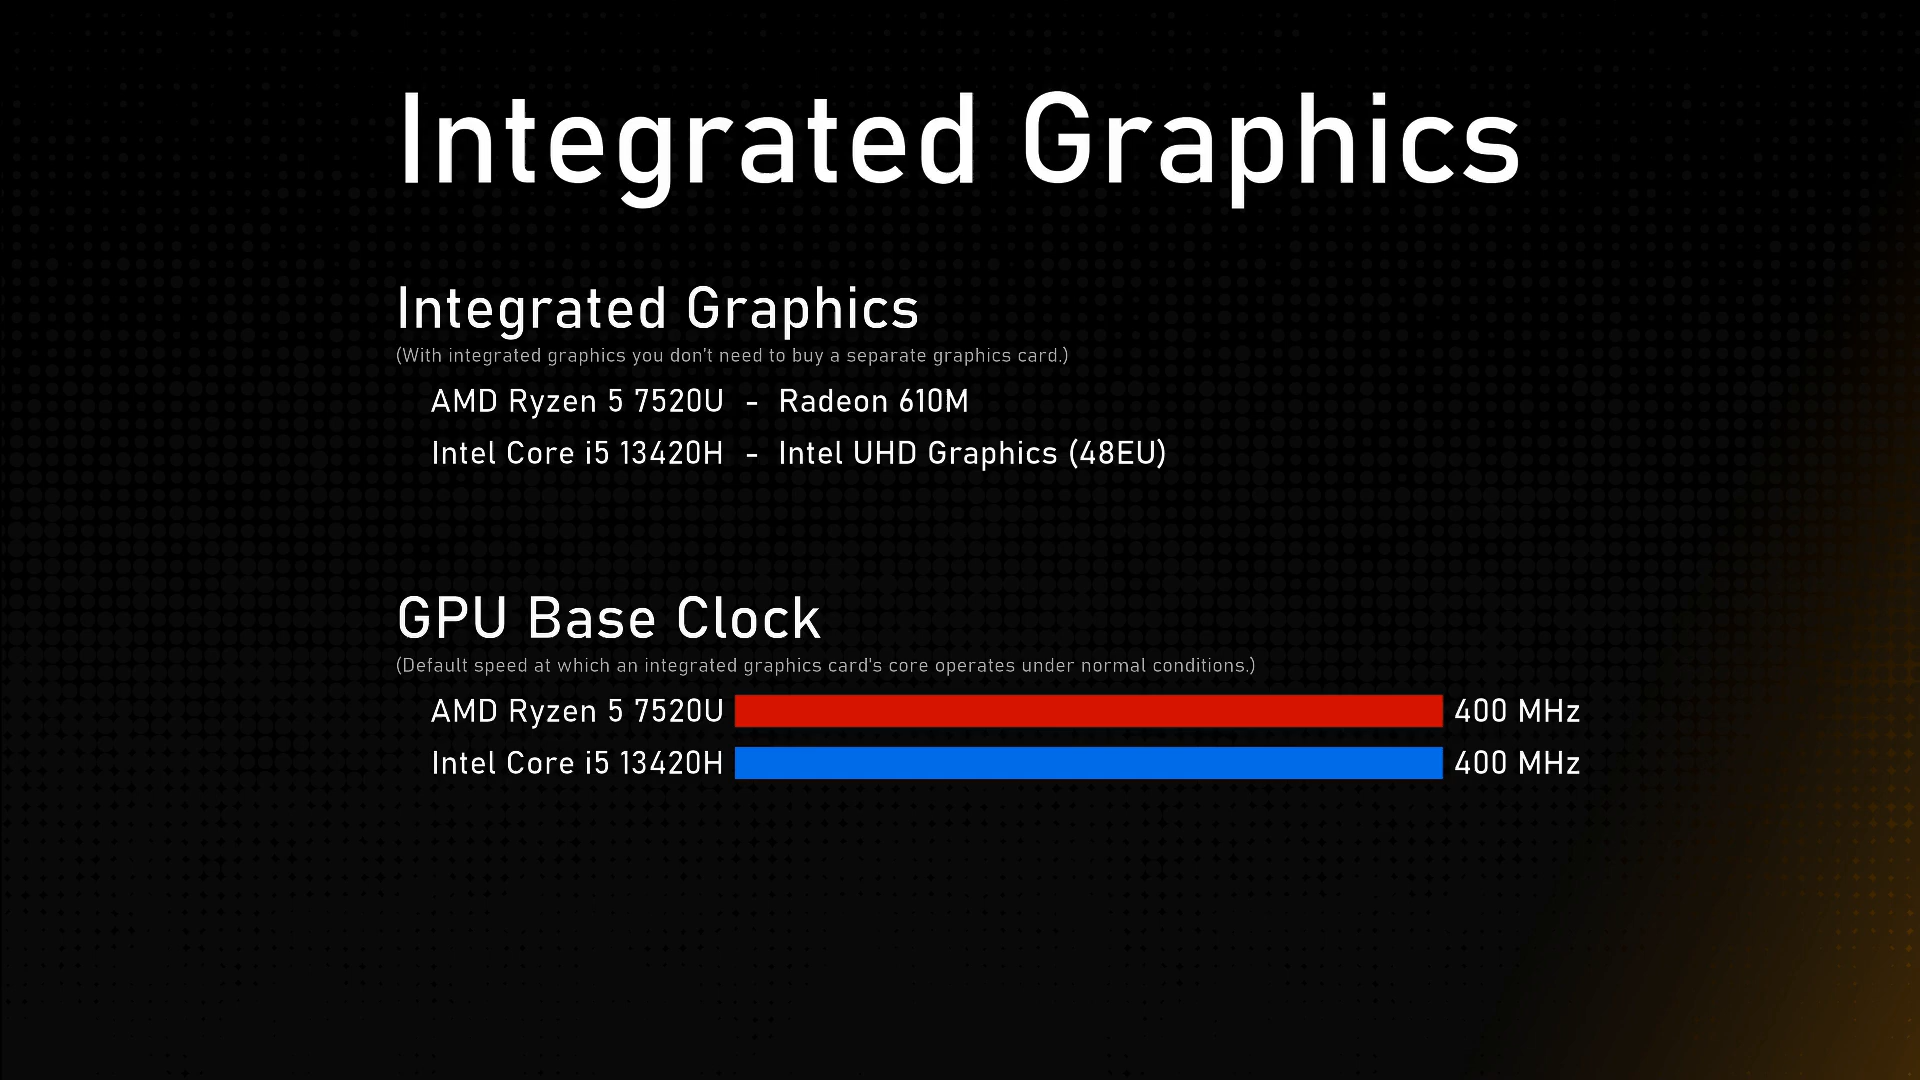 Integrated Graphics
Integrated Graphics
(With integrated graphics you don't need to buy a separate graphics card.)
AMD Ryzen 5 7520U - Radeon 610M
Intel Core i5 13420H - Intel UHD Graphics (48EU)
GPU Base Clock
(Default speed at which an integrated graphics card's core operates under normal conditions.)
AMD Ryzen 5 7520U 400 MHz
Intel Core i5 13420H 400 MHz